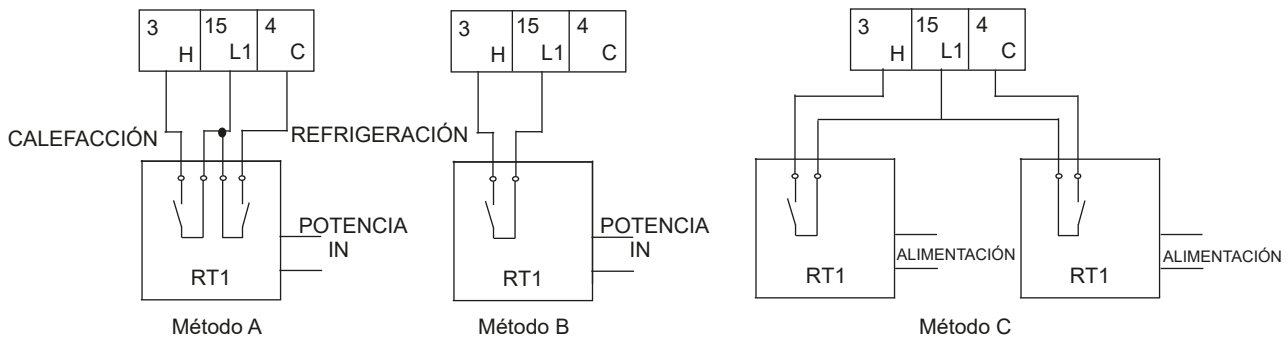 3 15 4
H L1 C
3 15 4
H L1 C
3 15 4
H L1 C
CALEFACCIÓN
REFRIGERACIÓN
POTENCIA
IN
RT1
POTENCIA
IN
RT1
ALIMENTACIÓN
RT1
ALIMENTACIÓN
RT1
Método A
Método B
Método C